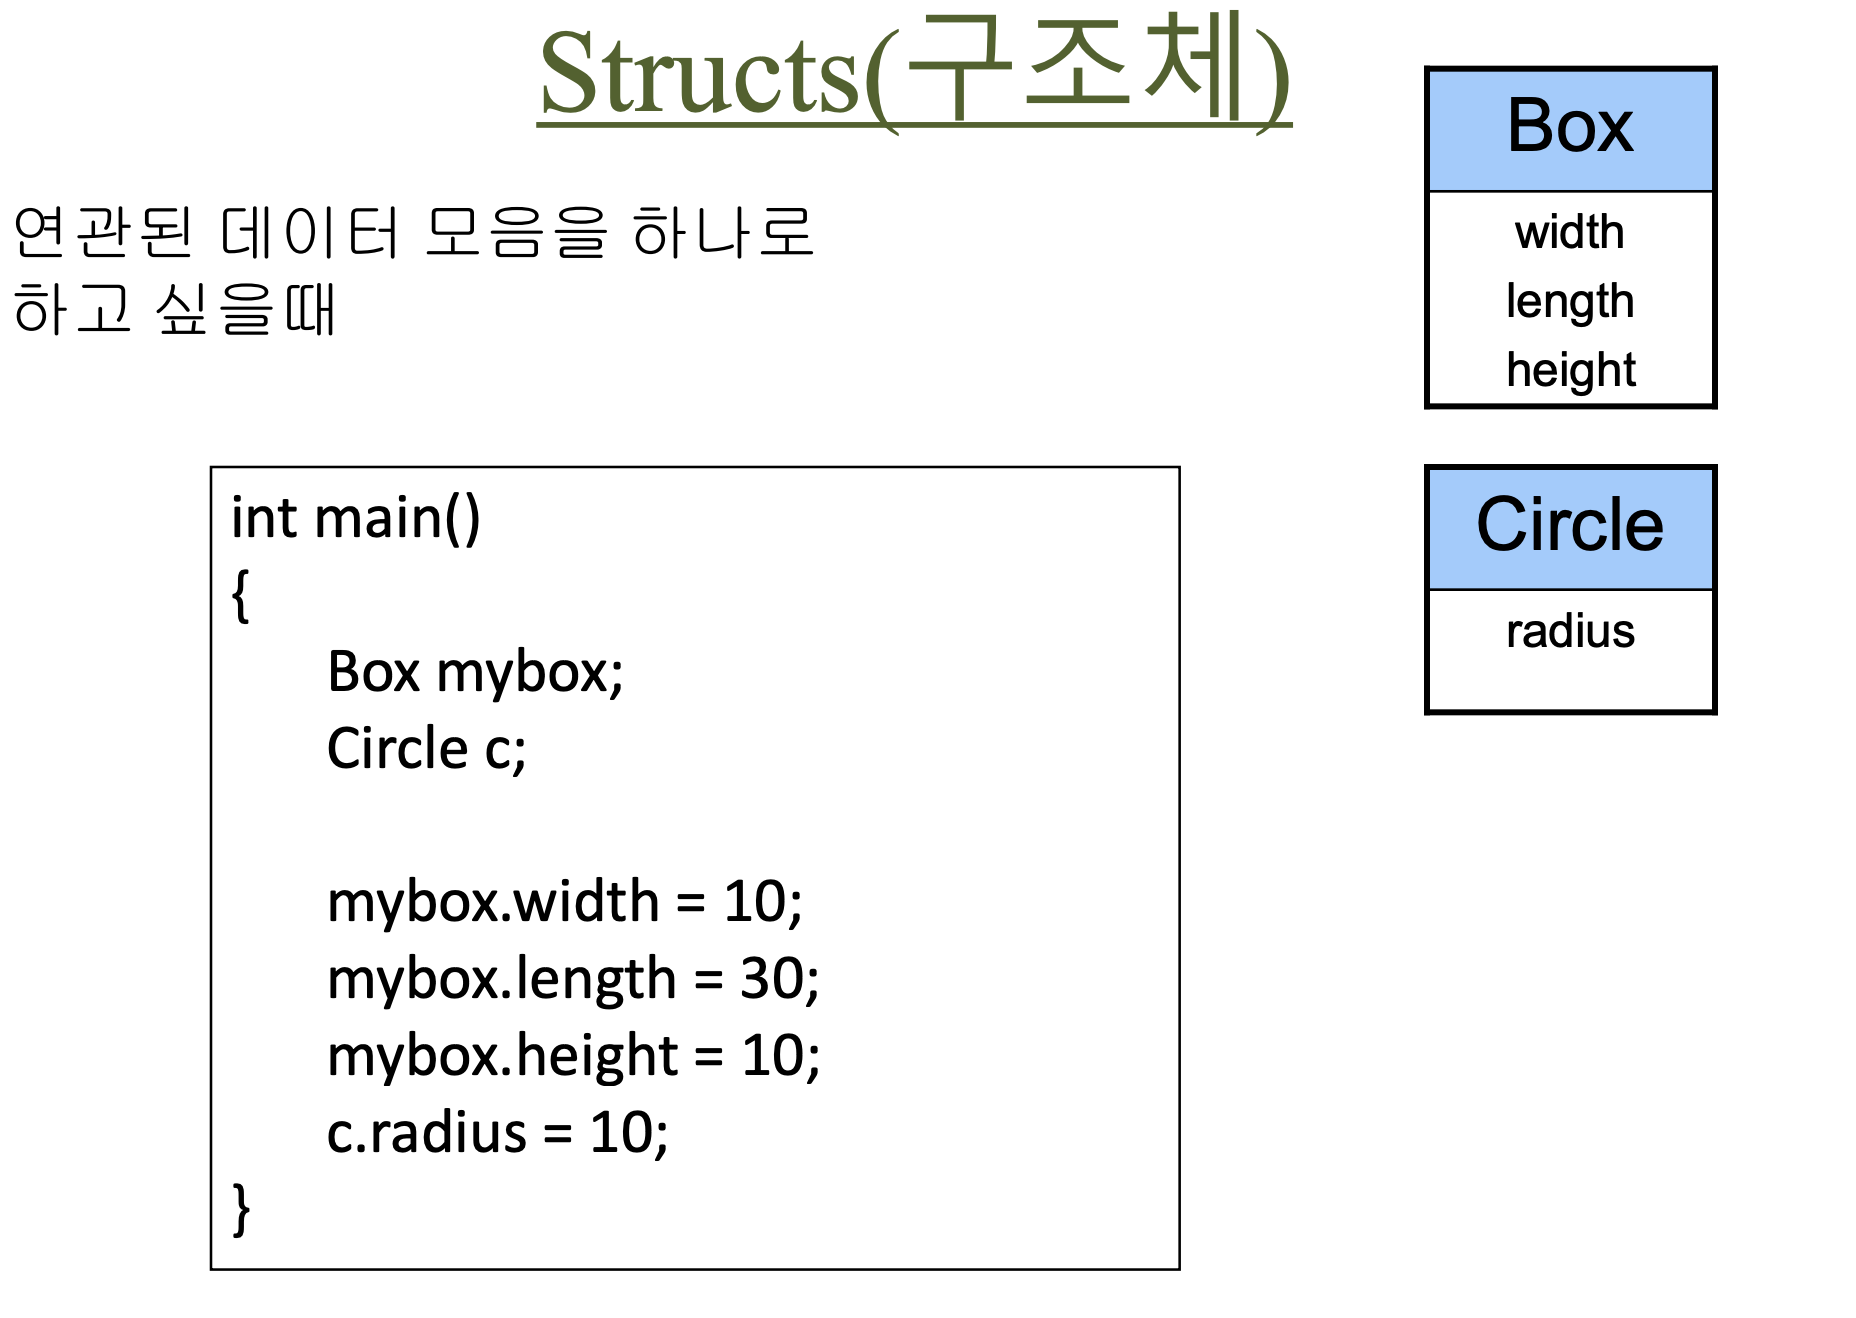 Structs(구조체)
연관된 데이터 모음을 하나로
하고 싶을때
Box
width
length
height
Circle
radius
int main()
{
Box mybox;
Circle c;
mybox.width = 10;
mybox.length = 30;
mybox.height = 10;
c.radius = 10;
}